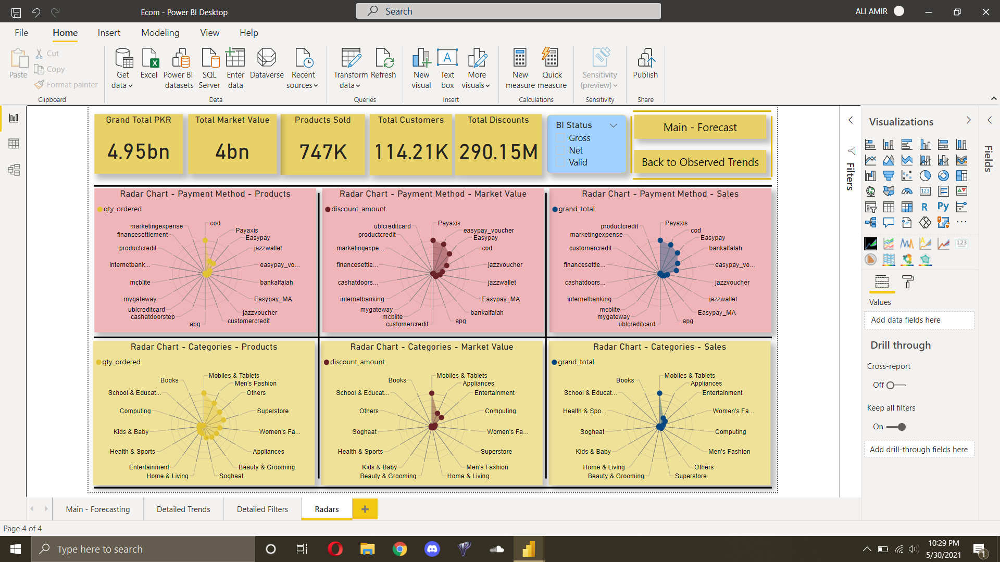 Ecom - Power BI Desktop
Search
ALI AMIR
File
Home
Insert
Modeling
View
Help
Paste
Cut
Copy
Format painter
Clipboard
Get data
Excel
Power BI datasets
SQL Server
Enter data
Dataverse
Recent sources
Data
Transform data
Refresh
Queries
New visual
Text box
More visuals
Insert
New measure
Quick measure
Calculations
Sensitivity (preview)
Sensitivity
Publish
Share
Grand Total PKR
4.95bn
Total Market Value
4bn
Products Sold
747K
Total Customers
114.21K
Total Discounts
290.15M
BI Status
Gross
Net
Valid
Main - Forecast
Back to Observed Trends
Radar Chart - Payment Method - Products
qty_ordered
cod
Payaxis
Easypay
jazzwallet
easypay_vo...
bankalfalah
Easypay_MA
jazzvoucher
customercredit
apg
cashatdoorstep
ublcreditcard
mygateway
mcblite
internetbank...
productcredit
financesettlement
marketingexpense
Radar Chart - Payment Method - Market Value
discount_amount
Payaxis
easypay_voucher
Easypay
cod
jazzvoucher
jazzwallet
Easypay_MA
bankalfalah
apg
customercredit
mcblite
mygateway
internetbanking
cashatdoors...
financesettle...
marketingexpe...
productcredit
ublcreditcard
Radar Chart - Payment Method - Sales
grand_total
Payaxis
cod
Easypay
bankalfalah
easypay_vo...
jazzvoucher
jazzwallet
Easypay_MA
apg
ublcreditcard
mygateway
mcblite
internetbanking
cashatdoors...
financesettle...
customercredit
marketingexpense
productcredit
Radar Chart - Categories - Products
qty_ordered
Mobiles & Tablets
Men's Fashion
Others
Superstore
Women's Fa...
Appliances
Beauty & Grooming
Soghaat
Home & Living
Entertainment
Health & Sports
Kids & Baby
Computing
School & Educat...
Books
Radar Chart - Categories - Market Value
discount_amount
Mobiles & Tablets
Appliances
Entertainment
Computing
Women's Fa...
Superstore
Men's Fashion
Home & Living
Beauty & Grooming
Kids & Baby
Health & Sports
Soghaat
Others
School & Educat...
Books
Radar Chart - Categories - Sales
grand_total
Mobiles & Tablets
Appliances
Entertainment
Women's Fa...
Computing
Men's Fashion
Others
Superstore
Beauty & Grooming
Home & Living
Kids & Baby
Soghaat
Health & Spo...
School & Educat...
Books
Filters
Visualizations
123
R
Py
123
Values
Add data fields here
Drill through
Cross-report
Off
Keep all filters
On
Add drill-through fields here
Fields
Main - Forecasting
Detailed Trends
Detailed Filters
Radars
Page 4 of 4
Type here to search
10:29 PM
5/30/2021
1